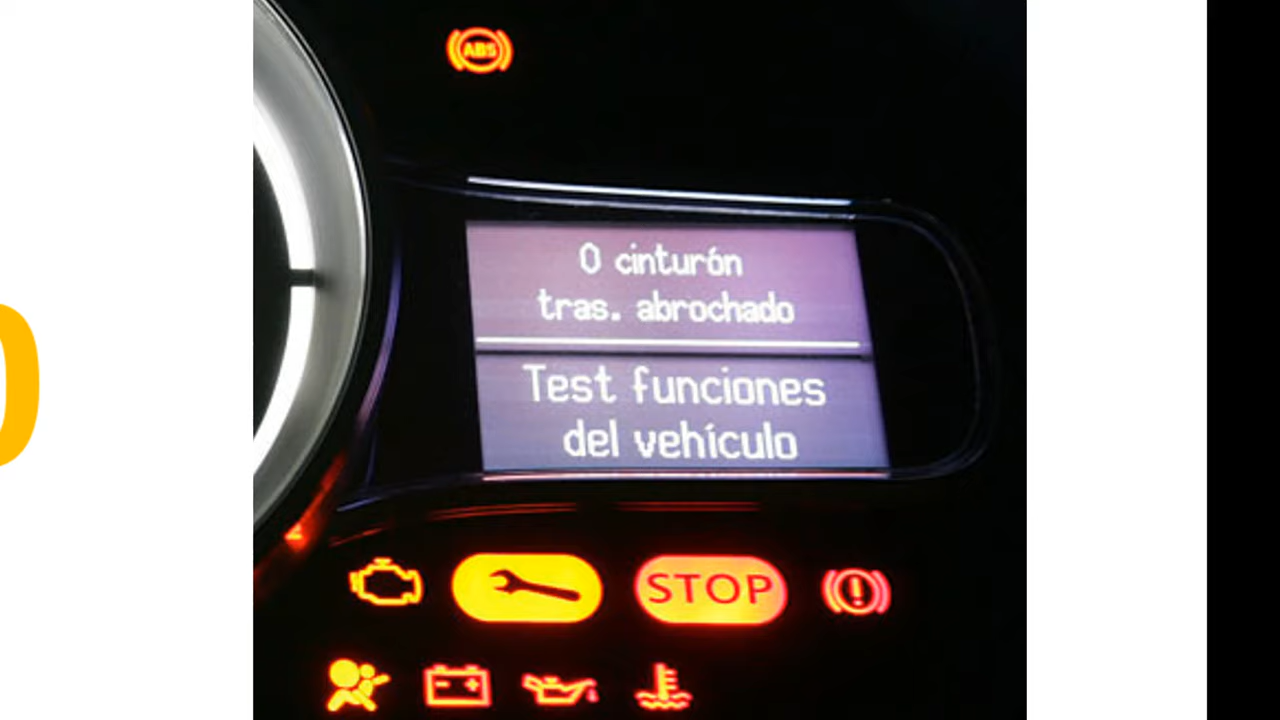 ABS
0 cinturón
tras. abrochado
Test funciones
del vehículo
STOP